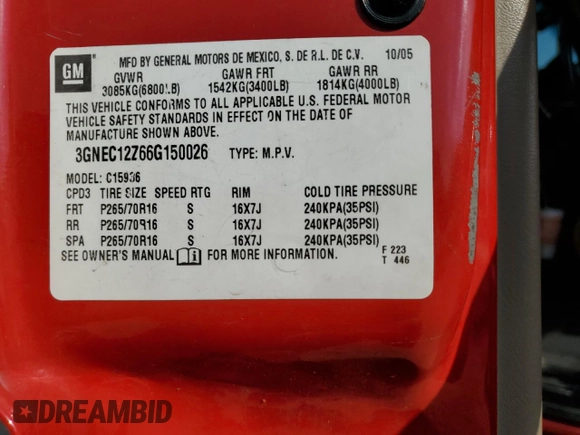 GM
MFD BY GENERAL MOTORS DE MEXICO, S. DE R.L. DE C.V. 10/05
GVWR GAWR FRT GAWR RR
3085KG(6800LB) 1542KG(3400LB) 1814KG(4000LB)
THIS VEHICLE CONFORMS TO ALL APPLICABLE U.S. FEDERAL MOTOR
VEHICLE SAFETY STANDARDS IN EFFECT ON THE DATE OF
MANUFACTURE SHOWN ABOVE.
3GNEC12Z66G150026 TYPE: M.P.V.
MODEL: C15936
CPD3 TIRE SIZE SPEED RTG RIM COLD TIRE PRESSURE
FRT P265/70R16 S 16X7J 240KPA(35PSI)
RR P265/70R16 S 16X7J 240KPA(35PSI)
SPA P265/70R16 S 16X7J 240KPA(35PSI)
SEE OWNER'S MANUAL FOR MORE INFORMATION.
F 223
T 446
DREAMBID